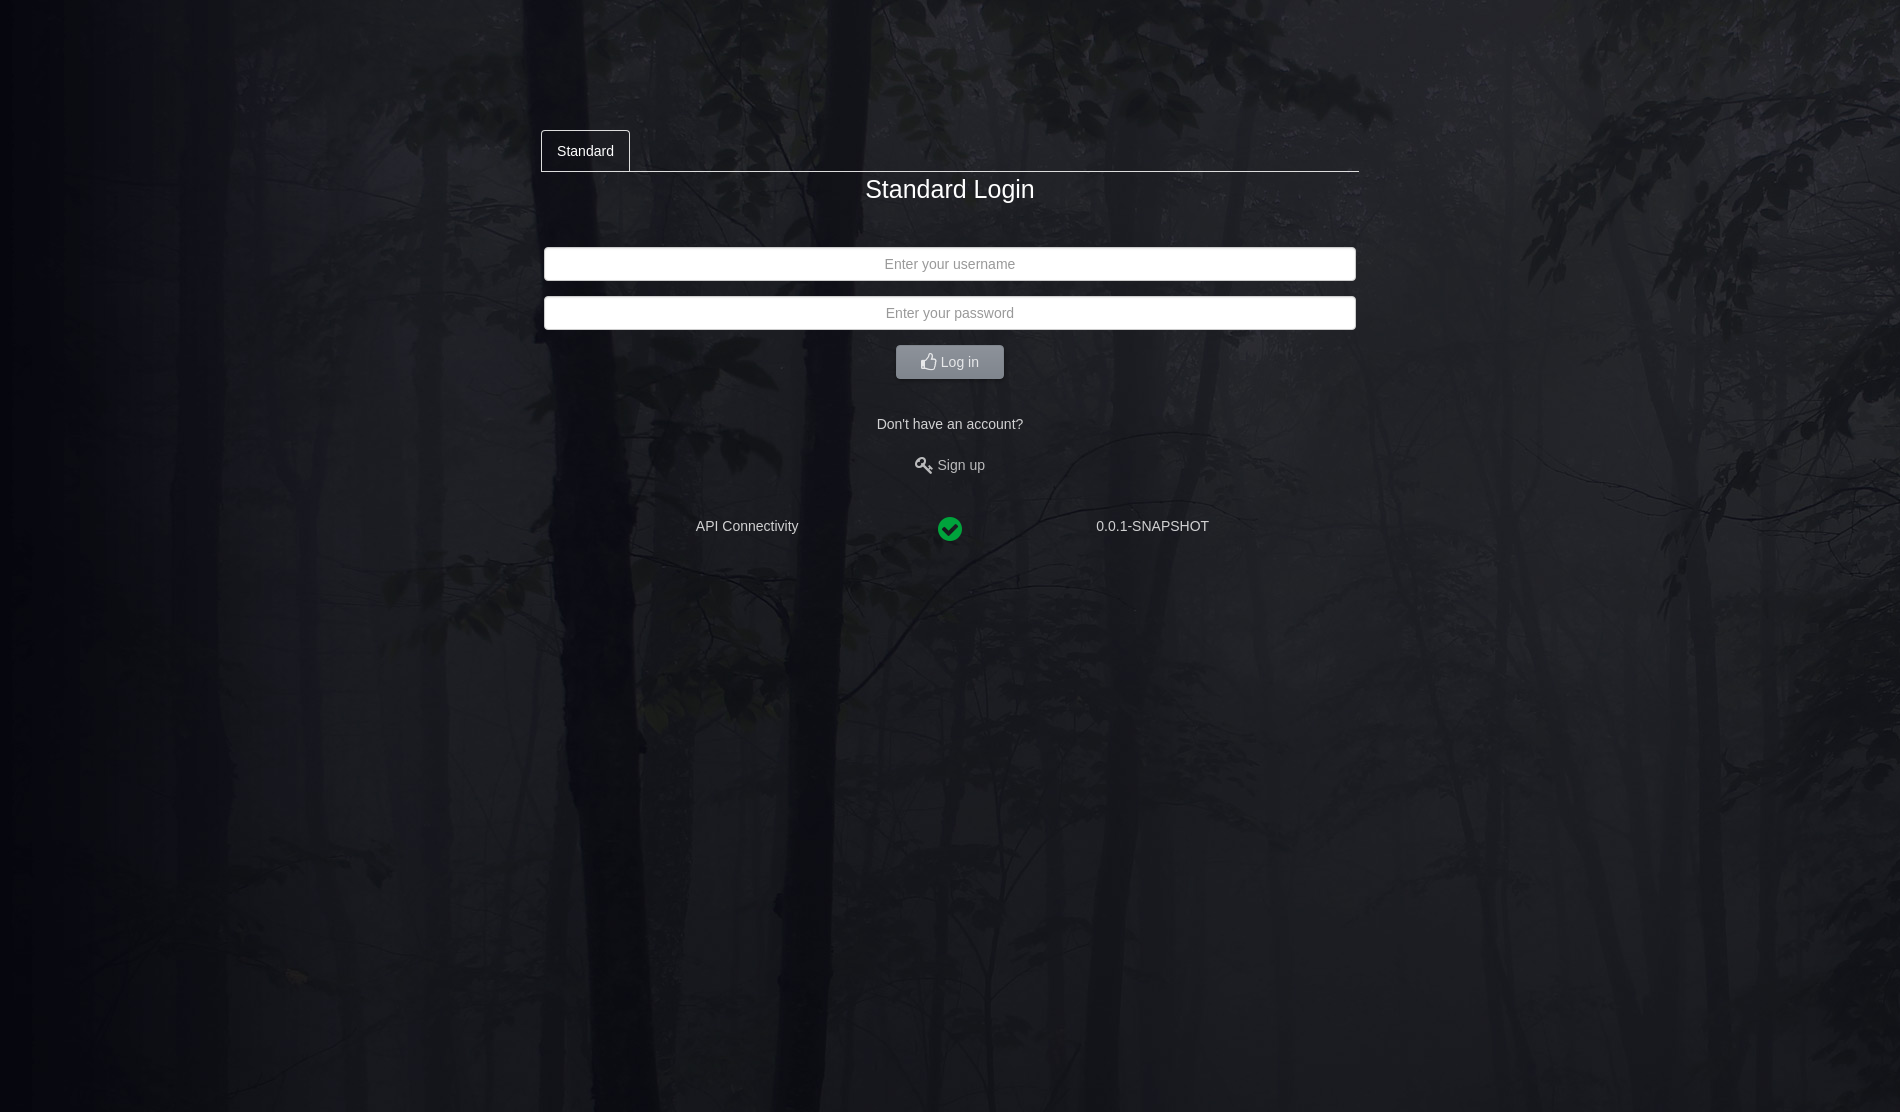 Standard
Standard Login
Enter your username
Enter your password
Log in
Don't have an account?
Sign up
API Connectivity 0.0.1-SNAPSHOT